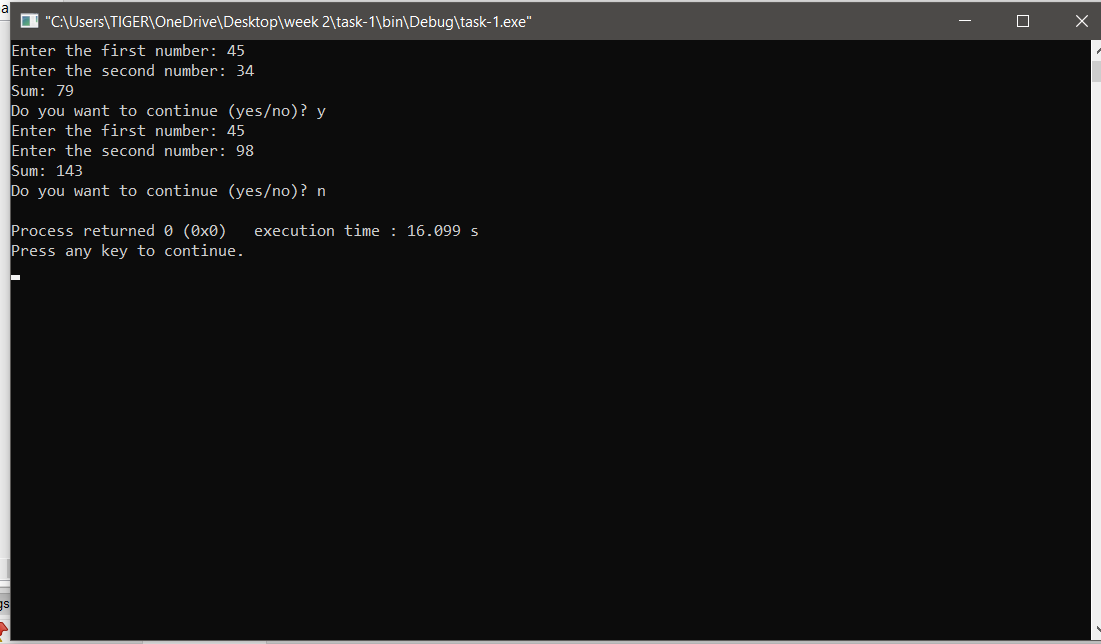 a
"C:\Users\TIGER\OneDrive\Desktop\week 2\task-1\bin\Debug\task-1.exe"
Enter the first number: 45
Enter the second number: 34
Sum: 79
Do you want to continue (yes/no)? y
Enter the first number: 45
Enter the second number: 98
Sum: 143
Do you want to continue (yes/no)? n

Process returned 0 (0x0)   execution time : 16.099 s
Press any key to continue.
gs